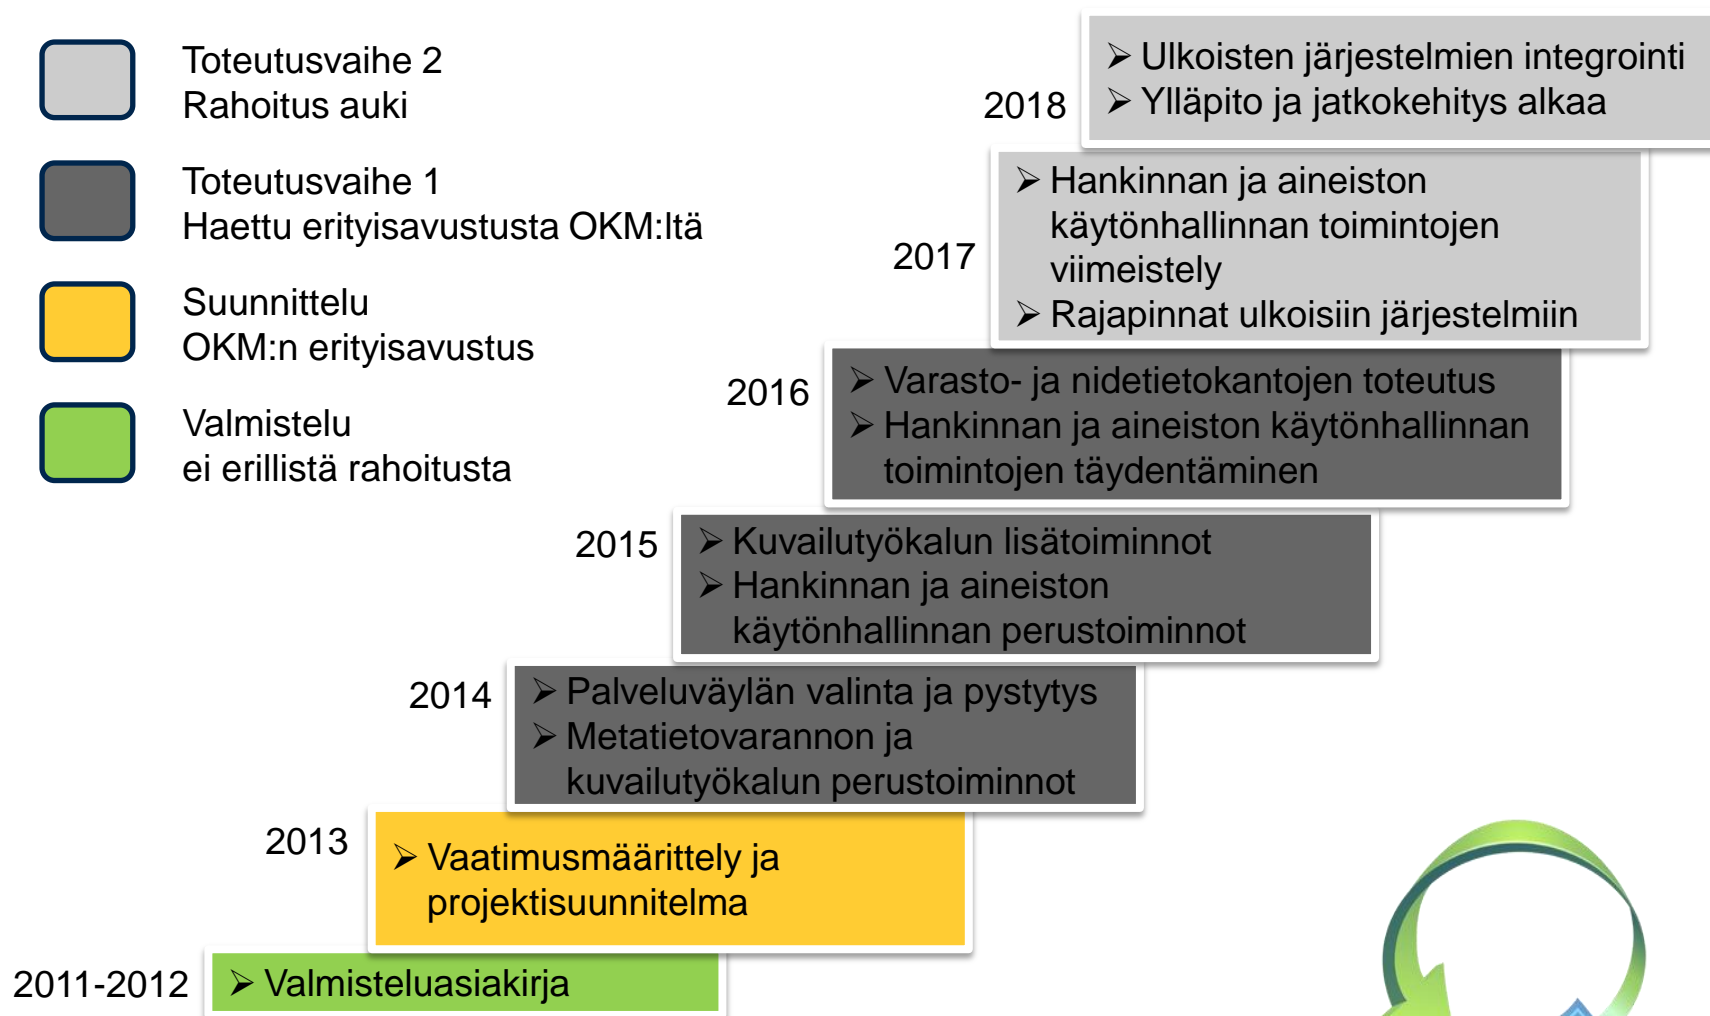 Toteutusvaihe 2
Rahoitus auki
Toteutusvaihe 1
Haettu erityisavustusta OKM:ltä
Suunnittelu
OKM:n erityisavustus
Valmistelu
ei erillistä rahoitusta
2018
➢ Ulkoisten järjestelmien integrointi
➢ Ylläpito ja jatkokehitys alkaa
2017
➢ Hankinnan ja aineiston
käytönhallinnan toimintojen
viimeistely
➢ Rajapinnat ulkoisiin järjestelmiin
2016
➢ Varasto- ja nidetietokantojen toteutus
➢ Hankinnan ja aineiston käytönhallinnan
toimintojen täydentäminen
2015
➢ Kuvailutyökalun lisätoiminnot
➢ Hankinnan ja aineiston
käytönhallinnan perustoiminnot
2014
➢ Palveluväylän valinta ja pystytys
➢ Metatietovarannon ja
kuvailutyökalun perustoiminnot
2013
➢ Vaatimusmäärittely ja
projektisuunnitelma
2011-2012
➢ Valmisteluasiakirja